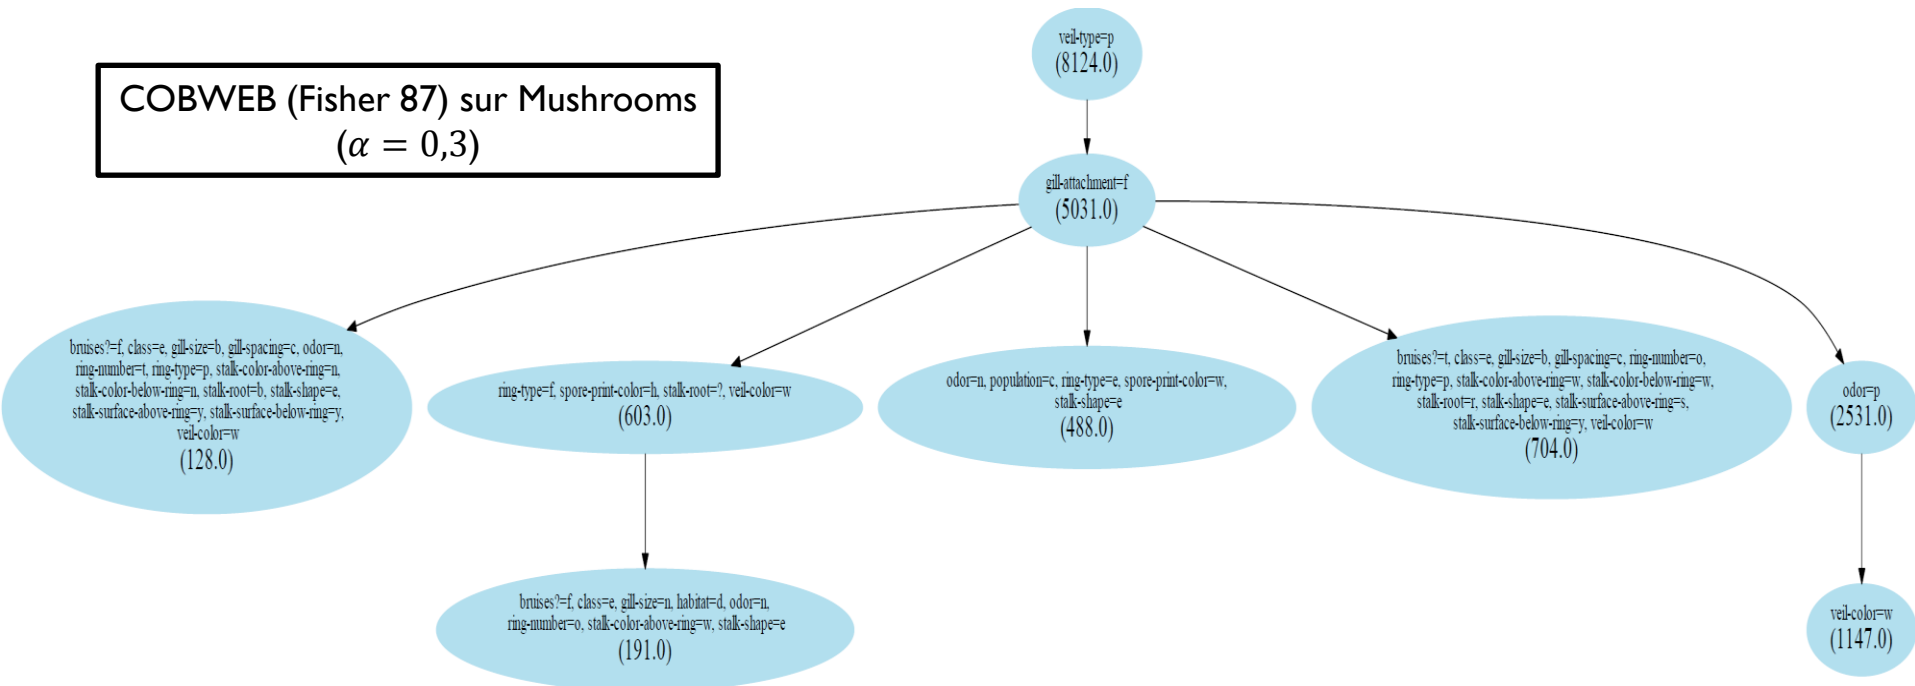 COBWEB (Fisher 87) sur Mushrooms
(α = 0,3)
veil-type=p
(8124.0)
gill-attachment=f
(5031.0)
bruises?=f, class=e, gill-size=b, gill-spacing=c, odor=n,
ring-number=t, ring-type=p, stalk-color-above-ring=n,
stalk-color-below-ring=n, stalk-root=b, stalk-shape=e,
stalk-surface-above-ring=y, stalk-surface-below-ring=y,
veil-color=w
(128.0)
ring-type=f, spore-print-color=h, stalk-root=?, veil-color=w
(603.0)
odor=n, population=c, ring-type=e, spore-print-color=w,
stalk-shape=e
(488.0)
bruises?=t, class=e, gill-size=b, gill-spacing=c, ring-number=o,
ring-type=p, stalk-color-above-ring=w, stalk-color-below-ring=w,
stalk-root=r, stalk-shape=e, stalk-surface-above-ring=s,
stalk-surface-below-ring=y, veil-color=w
(704.0)
odor=p
(2531.0)
bruises?=f, class=e, gill-size=n, habitat=d, odor=n,
ring-number=o, stalk-color-above-ring=w, stalk-shape=e
(191.0)
veil-color=w
(1147.0)